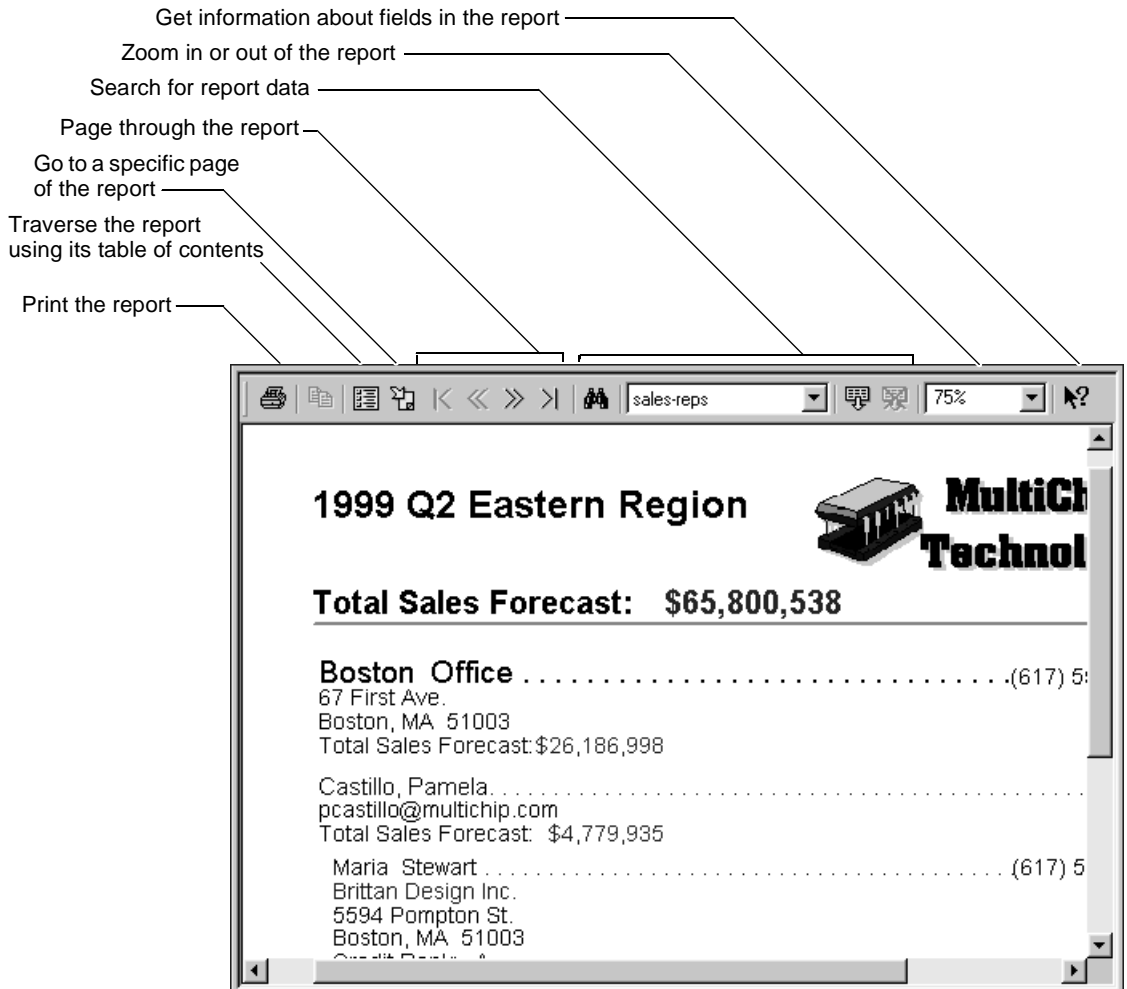 Get information about fields in the report
Zoom in or out of the report
Search for report data
Page through the report
Go to a specific page
of the report
Traverse the report
using its table of contents
Print the report
sales-reps
75%
1999 Q2 Eastern Region
MultiCh
Technol
Total Sales Forecast: $65,800,538
Boston Office . . . . . . . . . . . . . . . . . . . . . . . . . . . . . . . . (617) 5
67 First Ave.
Boston, MA 51003
Total Sales Forecast: $26,186,998
Castillo, Pamela. . . . . . . . . . . . . . . . . . . . . . . . . . . . . . . . . . . . . . . . . . . . .
pcastillo@multichip.com
Total Sales Forecast: $4,779,935
Maria Stewart . . . . . . . . . . . . . . . . . . . . . . . . . . . . . . . . . . . . . . (617) 5
Brittan Design Inc.
5594 Pompton St.
Boston, MA 51003